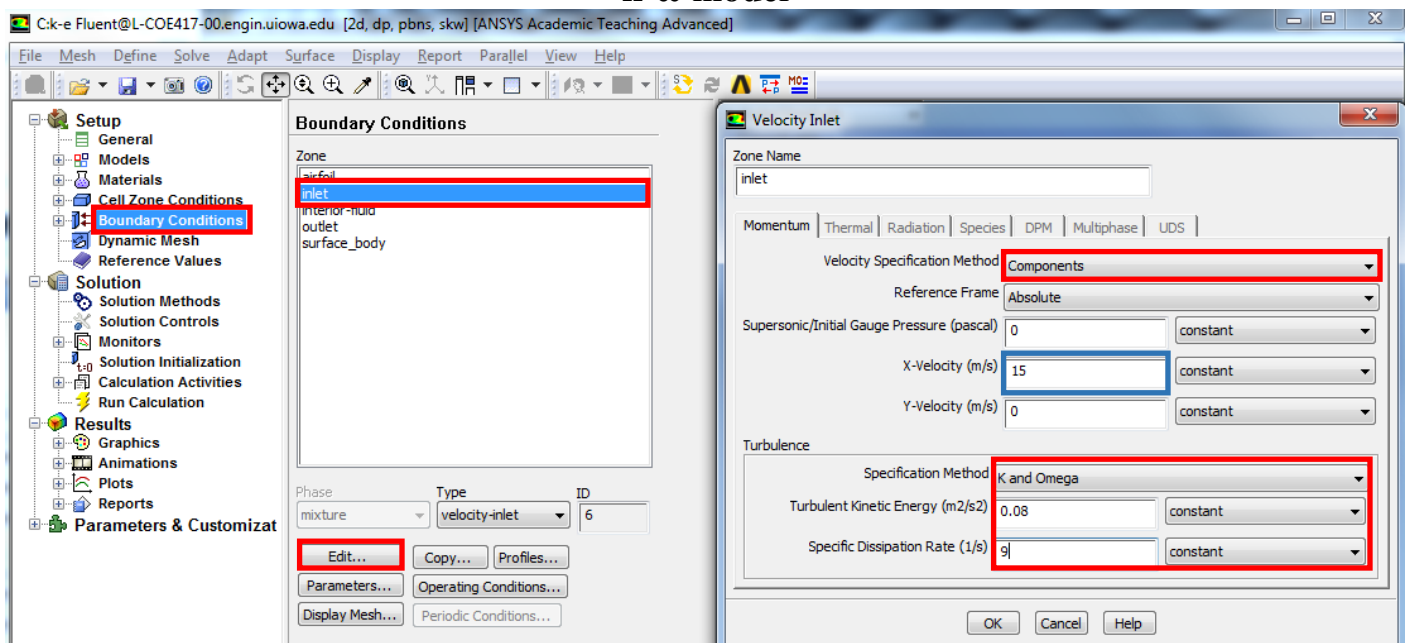 C:k-e Fluent@L-COE417-00.engin.uiowa.edu [2d, dp, pbns, skw] [ANSYS Academic Teaching Advanced]
File Mesh Define Solve Adapt Surface Display Report Parallel View Help
Setup
General
Models
Materials
Cell Zone Conditions
Boundary Conditions
Dynamic Mesh
Reference Values
Solution
Solution Methods
Solution Controls
Monitors
Solution Initialization
Calculation Activities
Run Calculation
Results
Graphics
Animations
Plots
Reports
Parameters & Customizat
Boundary Conditions
Zone
airfoil
inlet
interior-fluid
outlet
surface_body
Phase Type ID
mixture velocity-inlet 6
Edit... Copy... Profiles...
Parameters... Operating Conditions...
Display Mesh... Periodic Conditions...
Velocity Inlet
Zone Name
inlet
Momentum Thermal Radiation Species DPM Multiphase UDS
Velocity Specification Method Components
Reference Frame Absolute
Supersonic/Initial Gauge Pressure (pascal) 0 constant
X-Velocity (m/s) 15 constant
Y-Velocity (m/s) 0 constant
Turbulence
Specification Method K and Omega
Turbulent Kinetic Energy (m2/s2) 0.08 constant
Specific Dissipation Rate (1/s) 9 constant
OK Cancel Help